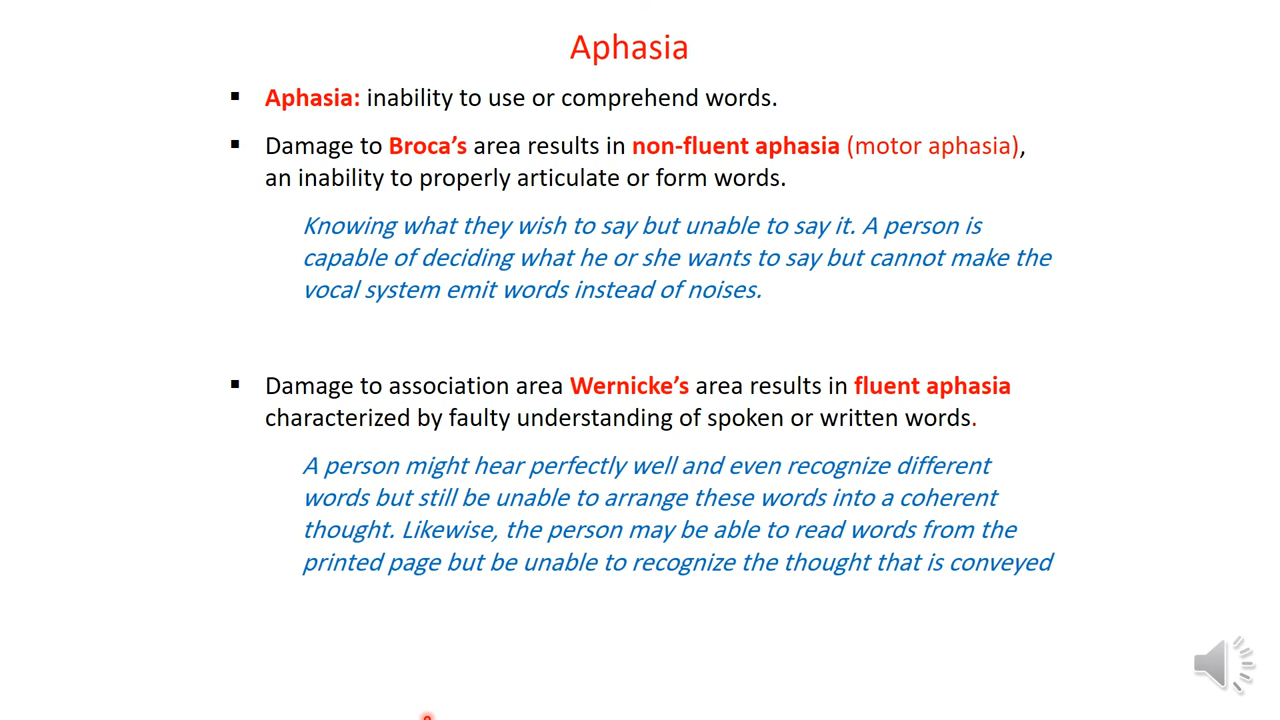 Aphasia
▪ Aphasia: inability to use or comprehend words.
▪ Damage to Broca’s area results in non-fluent aphasia (motor aphasia),
an inability to properly articulate or form words.
Knowing what they wish to say but unable to say it. A person is
capable of deciding what he or she wants to say but cannot make the
vocal system emit words instead of noises.
▪ Damage to association area Wernicke’s area results in fluent aphasia
characterized by faulty understanding of spoken or written words.
A person might hear perfectly well and even recognize different
words but still be unable to arrange these words into a coherent
thought. Likewise, the person may be able to read words from the
printed page but be unable to recognize the thought that is conveyed